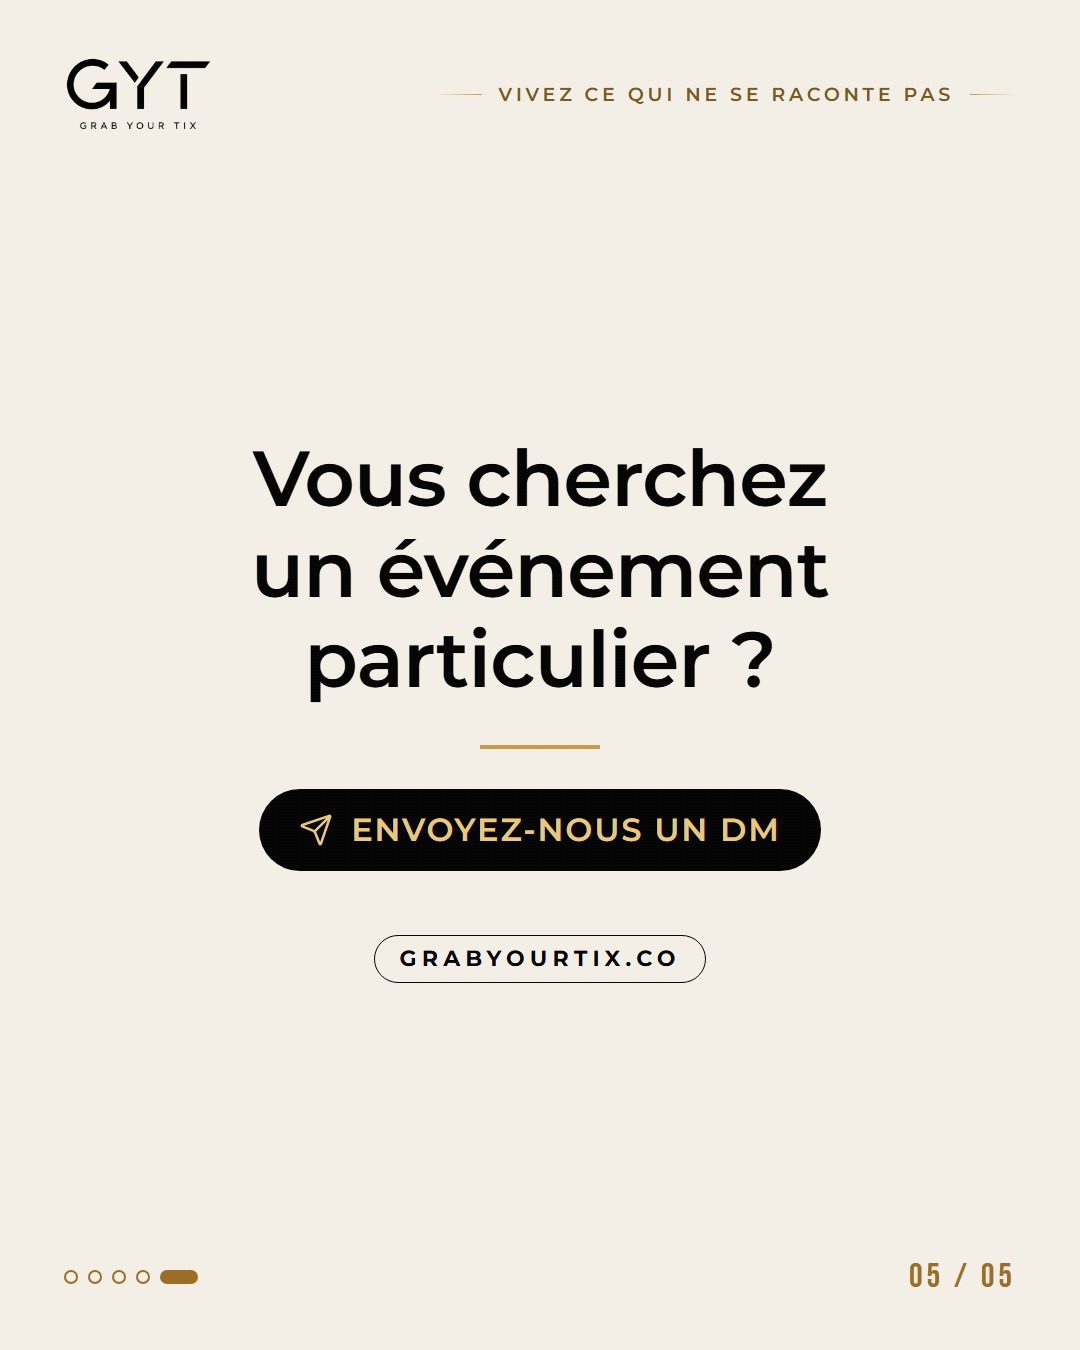 GYT
GRAB YOUR TIX
VIVEZ CE QUI NE SE RACONTE PAS
Vous cherchez
un événement
particulier ?
ENVOYEZ-NOUS UN DM
GRABYOURTIX.CO
05 / 05